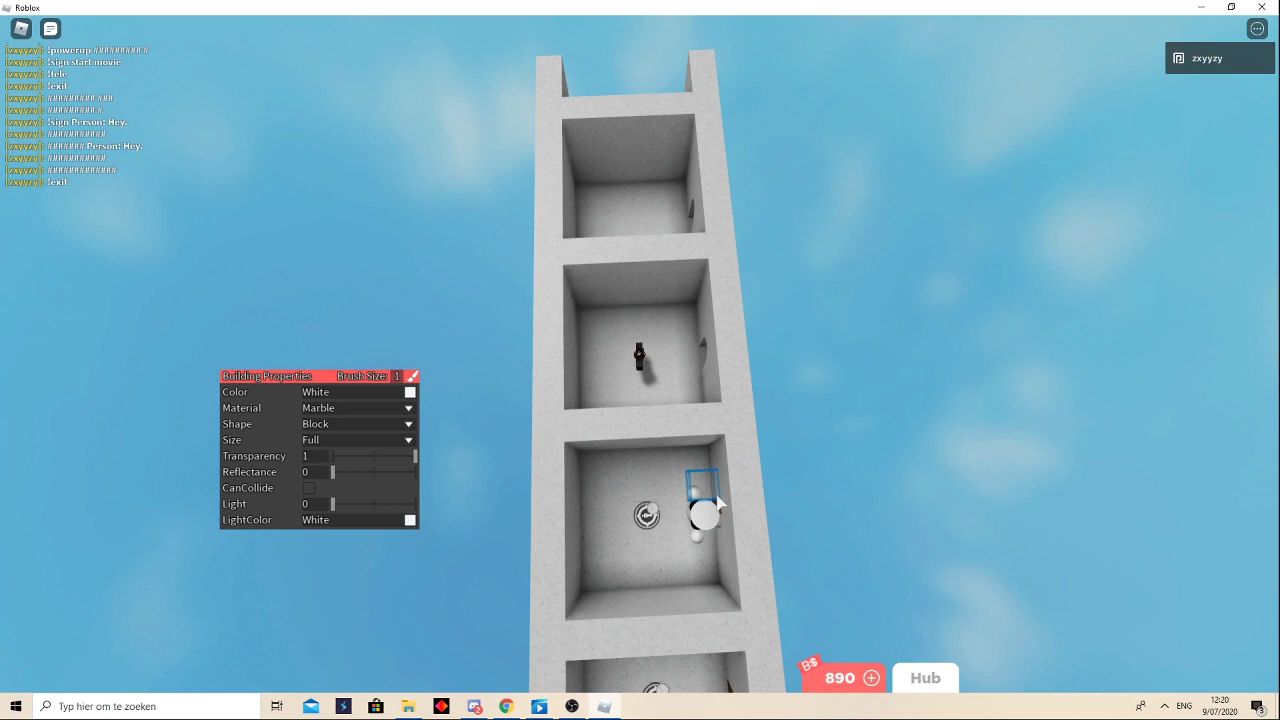 Roblox
[zxyyzy]: !powerup ######### #.
[zxyyzy]: !sign start movie
[zxyyzy]: !tele
[zxyyzy]: !exit
[zxyyzy]: ######### ###
[zxyyzy]: ######### #
[zxyyzy]: !sign Person: Hey.
[zxyyzy]: ###########
[zxyyzy]: ####### Person: Hey.
[zxyyzy]: ###########
[zxyyzy]: #############
[zxyyzy]: !exit
zxyyzy
Building Properties Brush Size: 1
Color White
Material Marble
Shape Block
Size Full
Transparency 1
Reflectance 0
CanCollide
Light 0
LightColor White
B$
890
Hub
Typ hier om te zoeken
2
ENG
12:20
9/07/2020
3